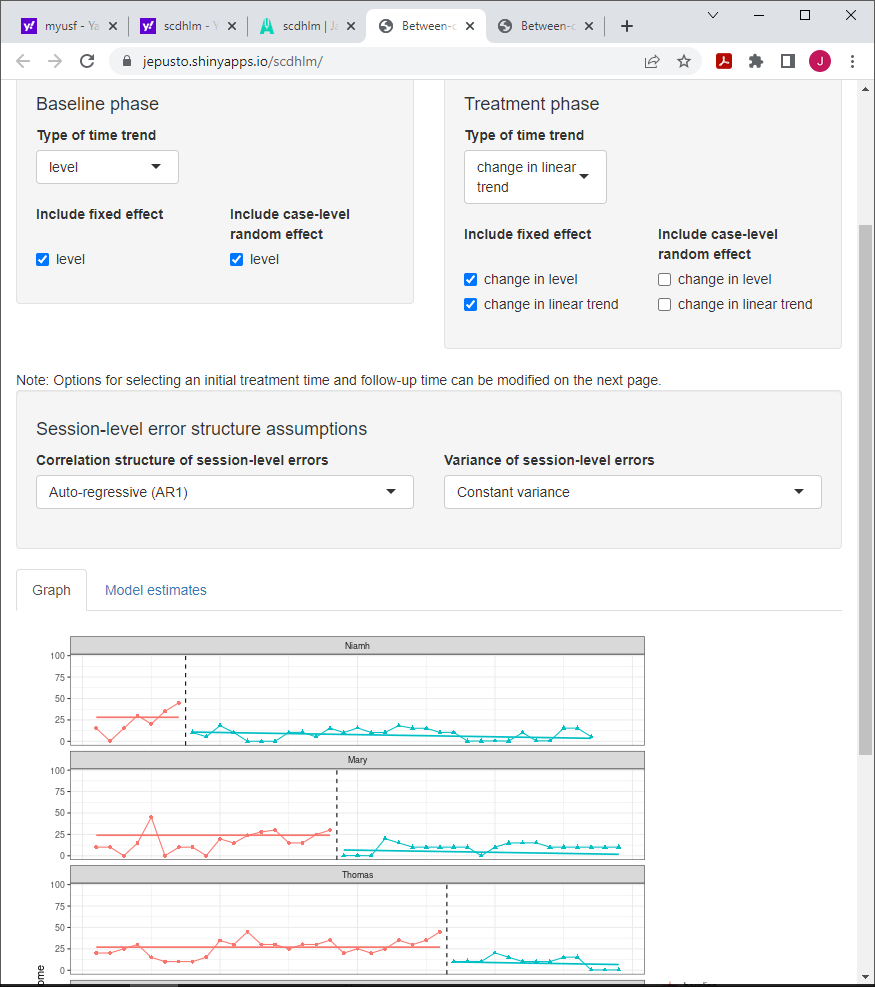 myusf - Ya
scdhlm - Y
scdhlm | Ja
Between-c
Between-c
jepusto.shinyapps.io/scdhlm/
J
Baseline phase
Type of time trend
level
Include fixed effect
Include case-level
random effect
level
level
Treatment phase
Type of time trend
change in linear
trend
Include fixed effect
Include case-level
random effect
change in level
change in level
change in linear trend
change in linear trend
Note: Options for selecting an initial treatment time and follow-up time can be modified on the next page.
Session-level error structure assumptions
Correlation structure of session-level errors
Variance of session-level errors
Auto-regressive (AR1)
Constant variance
Graph
Model estimates
Niamh
100
75
50
25
0
Mary
100
75
50
25
0
Thomas
100
75
50
25
0
ome